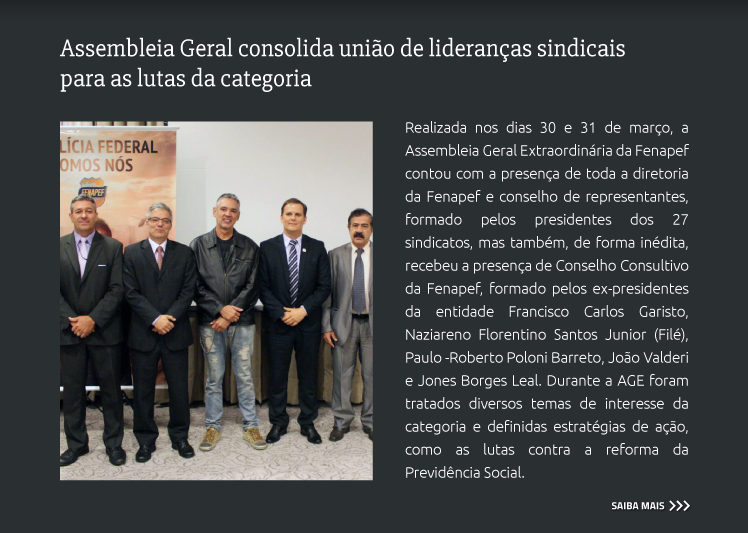 Assembleia Geral consolida união de lideranças sindicais
para as lutas da categoria
LÍCIA FEDERAL
OMOS NÓS
FENAPEF
Realizada nos dias 30 e 31 de março, a
Assembleia Geral Extraordinária da Fenapef
contou com a presença de toda a diretoria
da Fenapef e conselho de representantes,
formado pelos presidentes dos 27
sindicatos, mas também, de forma inédita,
recebeu a presença de Conselho Consultivo
da Fenapef, formado pelos ex-presidentes
da entidade Francisco Carlos Garisto,
Naziareno Florentino Santos Junior (Filé),
Paulo -Roberto Poloni Barreto, João Valderi
e Jones Borges Leal. Durante a AGE foram
tratados diversos temas de interesse da
categoria e definidas estratégias de ação,
como as lutas contra a reforma da
Previdência Social.
SAIBA MAIS